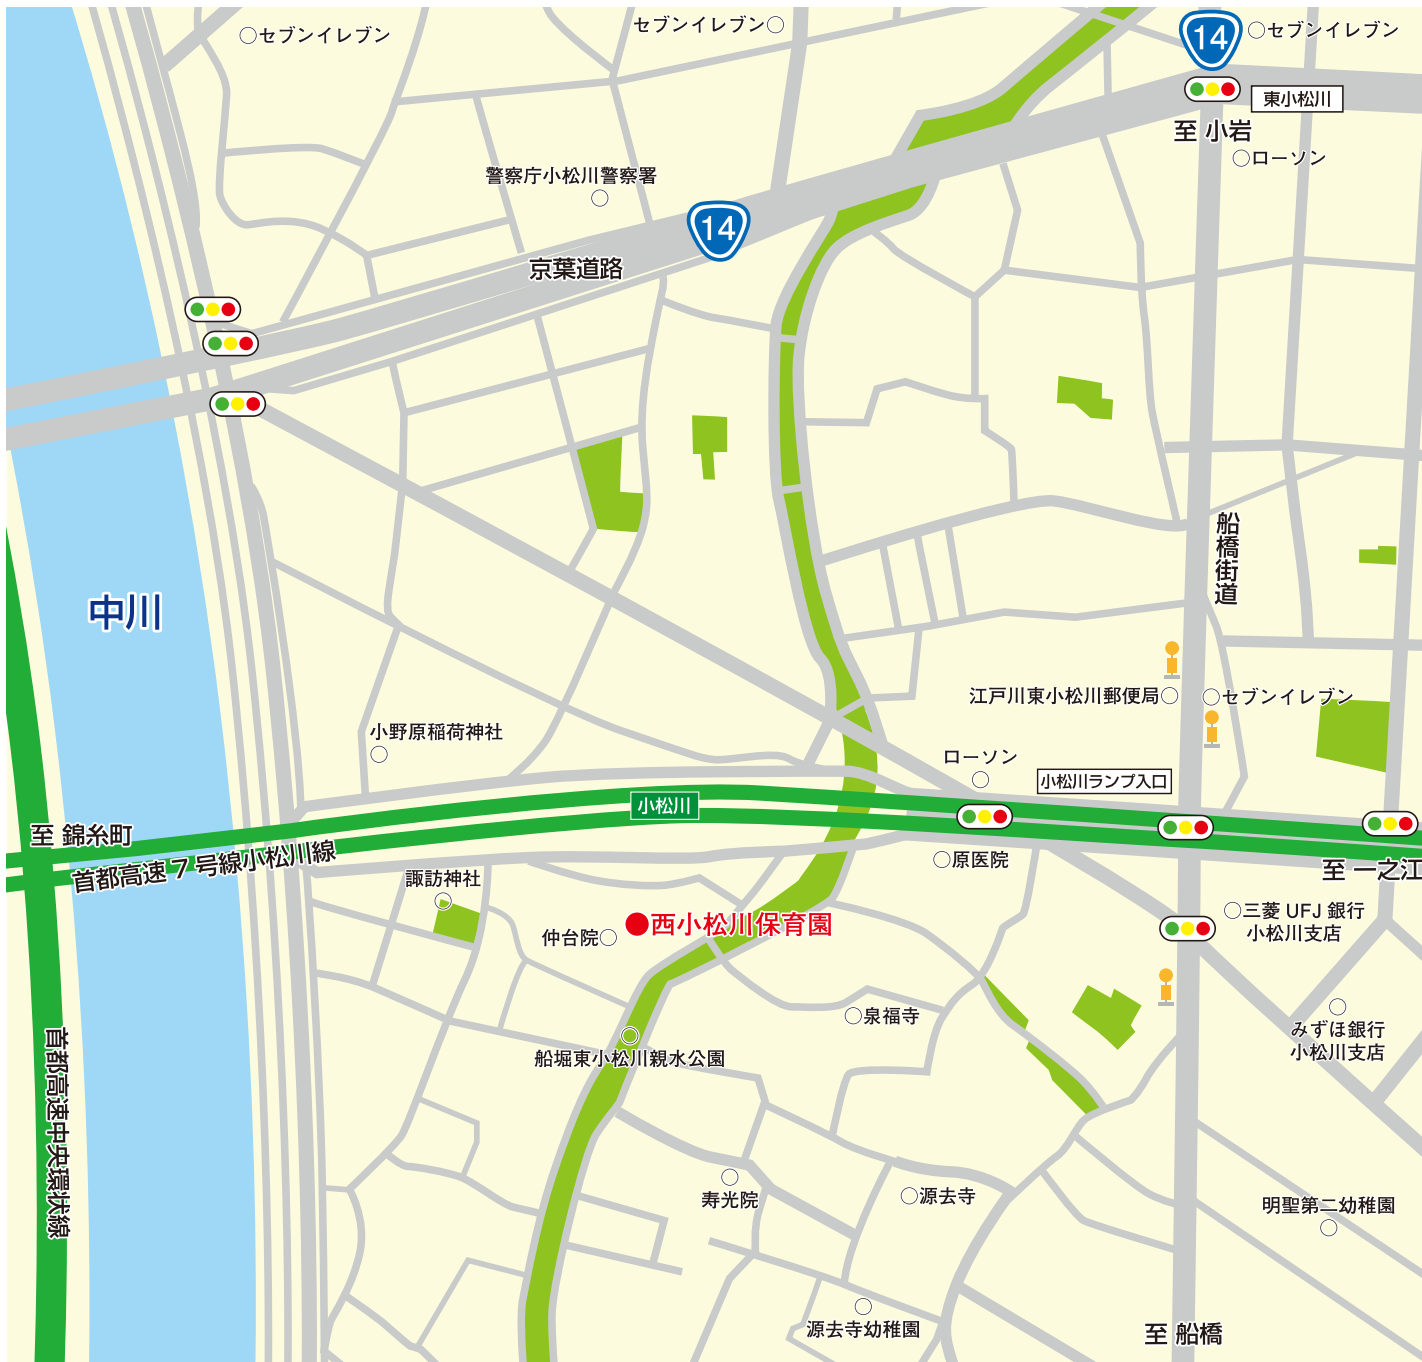 セブンイレブン
セブンイレブン
14
セブンイレブン
東小松川
至 小岩
ローソン
警察庁小松川警察署
14
京葉道路
船橋街道
中川
江戸川東小松川郵便局
セブンイレブン
小野原稲荷神社
ローソン
小松川ランプ入口
小松川
至 錦糸町
首都高速 7 号線小松川線
原医院
至 一之江
諏訪神社
西小松川保育園
仲台院
三菱 UFJ 銀行
小松川支店
泉福寺
みずほ銀行
小松川支店
船堀東小松川親水公園
首都高速中央環状線
寿光院
源去寺
明聖第二幼稚園
源去寺幼稚園
至 船橋